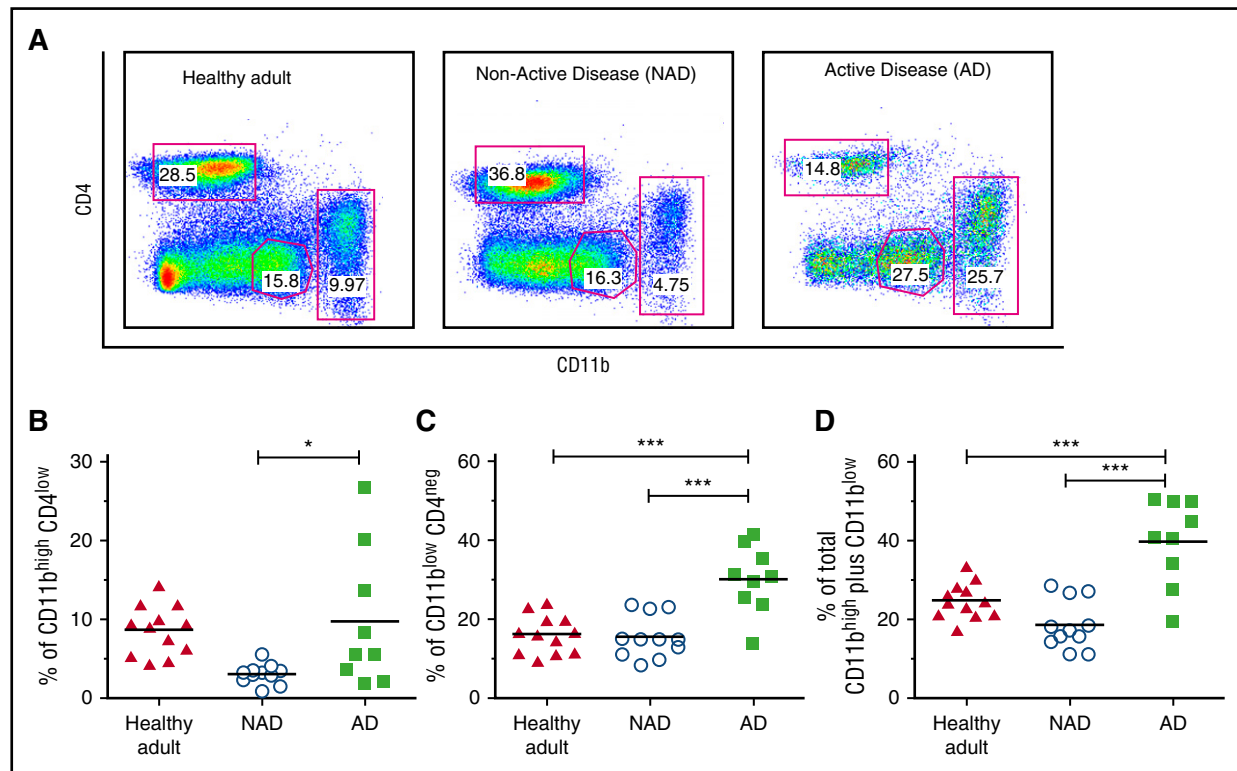 A
Healthy adult
Non-Active Disease (NAD)
Active Disease (AD)
CD4
28.5
15.8
9.97
36.8
16.3
4.75
14.8
27.5
25.7
CD11b
B
% of CD11b^high CD4^low
30
20
10
0
*
Healthy
adult
NAD
AD
C
% of CD11b^low CD4^neg
60
40
20
0
***
***
Healthy
adult
NAD
AD
D
% of total
CD11b^high plus CD11b^low
60
40
20
0
***
***
Healthy
adult
NAD
AD